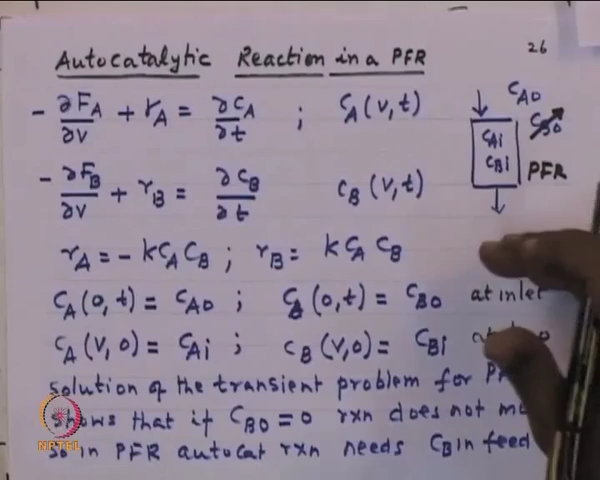 Autocatalytic Reaction in a PFR
26
- ∂F_A/∂v + r_A = ∂C_A/∂t ; C_A(v,t)
C_A0
C_B0
C_Ai
C_Bi
PFR
- ∂F_B/∂v + r_B = ∂C_B/∂t C_B(v,t)
r_A = - kC_A C_B ; r_B = kC_A C_B
C_A(0,t) = C_A0 ; C_B(0,t) = C_B0 at inlet
C_A(V,0) = C_Ai ; C_B(V,0) = C_Bi
Solution of the transient problem for
shows that if C_B0 = 0 rxn does not
so in PFR autocat rxn needs C_B in feed
NPTEL